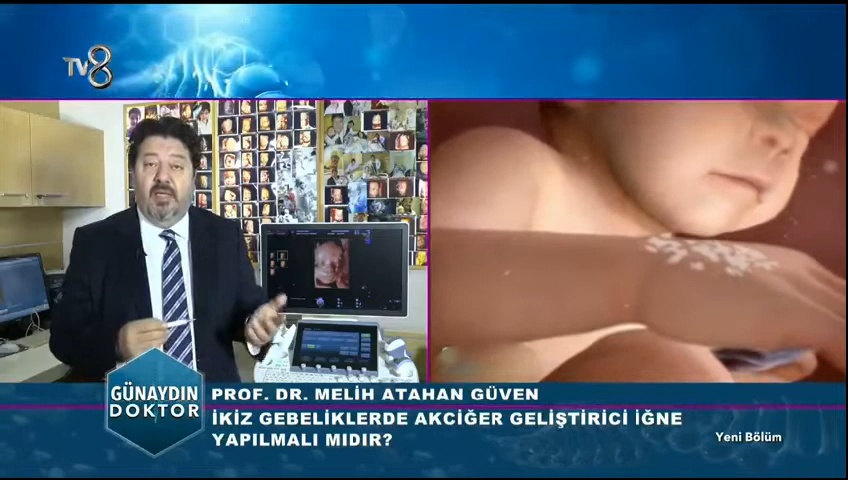 TV8
GÜNAYDIN
DOKTOR
PROF. DR. MELİH ATAHAN GÜVEN
İKİZ GEBELİKLERDE AKCİĞER GELİŞTİRİCİ İĞNE
YAPILMALI MIDIR?
Yeni Bölüm